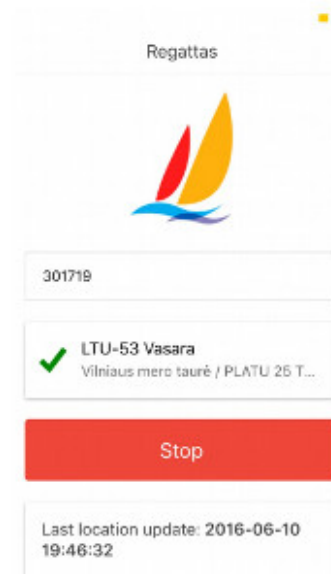 Regattas
301719
LTU-53 Vasara
Vilniaus mero taurė / PLATU 25 T...
Stop
Last location update: 2016-06-10
19:46:32